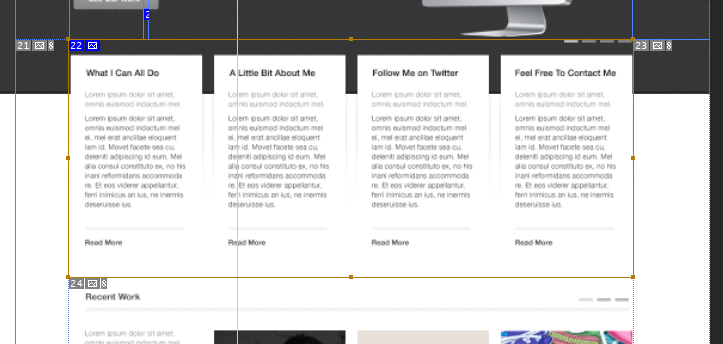 See Our Work
2
21
22
23
What I Can All Do
A Little Bit About Me
Follow Me on Twitter
Feel Free To Contact Me
Lorem ipsum dolor sit amet,
omnis euismod indoctum mel.
Lorem ipsum dolor sit amet,
omnis euismod indoctum mel.
Lorem ipsum dolor sit amet,
omnis euismod indoctum mel.
Lorem ipsum dolor sit amet,
omnis euismod indoctum mel.
Lorem ipsum dolor sit amet,
omnis euismod indoctum mel,
ei, mel erat ancillae eloquent
iam id. Movet facete sea cu,
deleniti adipiscing id eum. Mel
alia consul constituto ex, no his
inani reformidans accommoda
re. Et eos viderer appellantur,
ferri inimicus an ius, ne inermis
deseruisse ius.
Lorem ipsum dolor sit amet,
omnis euismod indoctum mel,
ei, mel erat ancillae eloquent
iam id. Movet facete sea cu,
deleniti adipiscing id eum. Mel
alia consul constituto ex, no his
inani reformidans accommoda
re. Et eos viderer appellantur,
ferri inimicus an ius, ne inermis
deseruisse ius.
Lorem ipsum dolor sit amet,
omnis euismod indoctum mel,
ei, mel erat ancillae eloquent
iam id. Movet facete sea cu,
deleniti adipiscing id eum. Mel
alia consul constituto ex, no his
inani reformidans accommoda
re. Et eos viderer appellantur,
ferri inimicus an ius, ne inermis
deseruisse ius.
Lorem ipsum dolor sit amet,
omnis euismod indoctum mel,
ei, mel erat ancillae eloquent
iam id. Movet facete sea cu,
deleniti adipiscing id eum. Mel
alia consul constituto ex, no his
inani reformidans accommoda
re. Et eos viderer appellantur,
ferri inimicus an ius, ne inermis
deseruisse ius.
Read More
Read More
Read More
Read More
24
Recent Work
Lorem ipsum dolor sit amet,